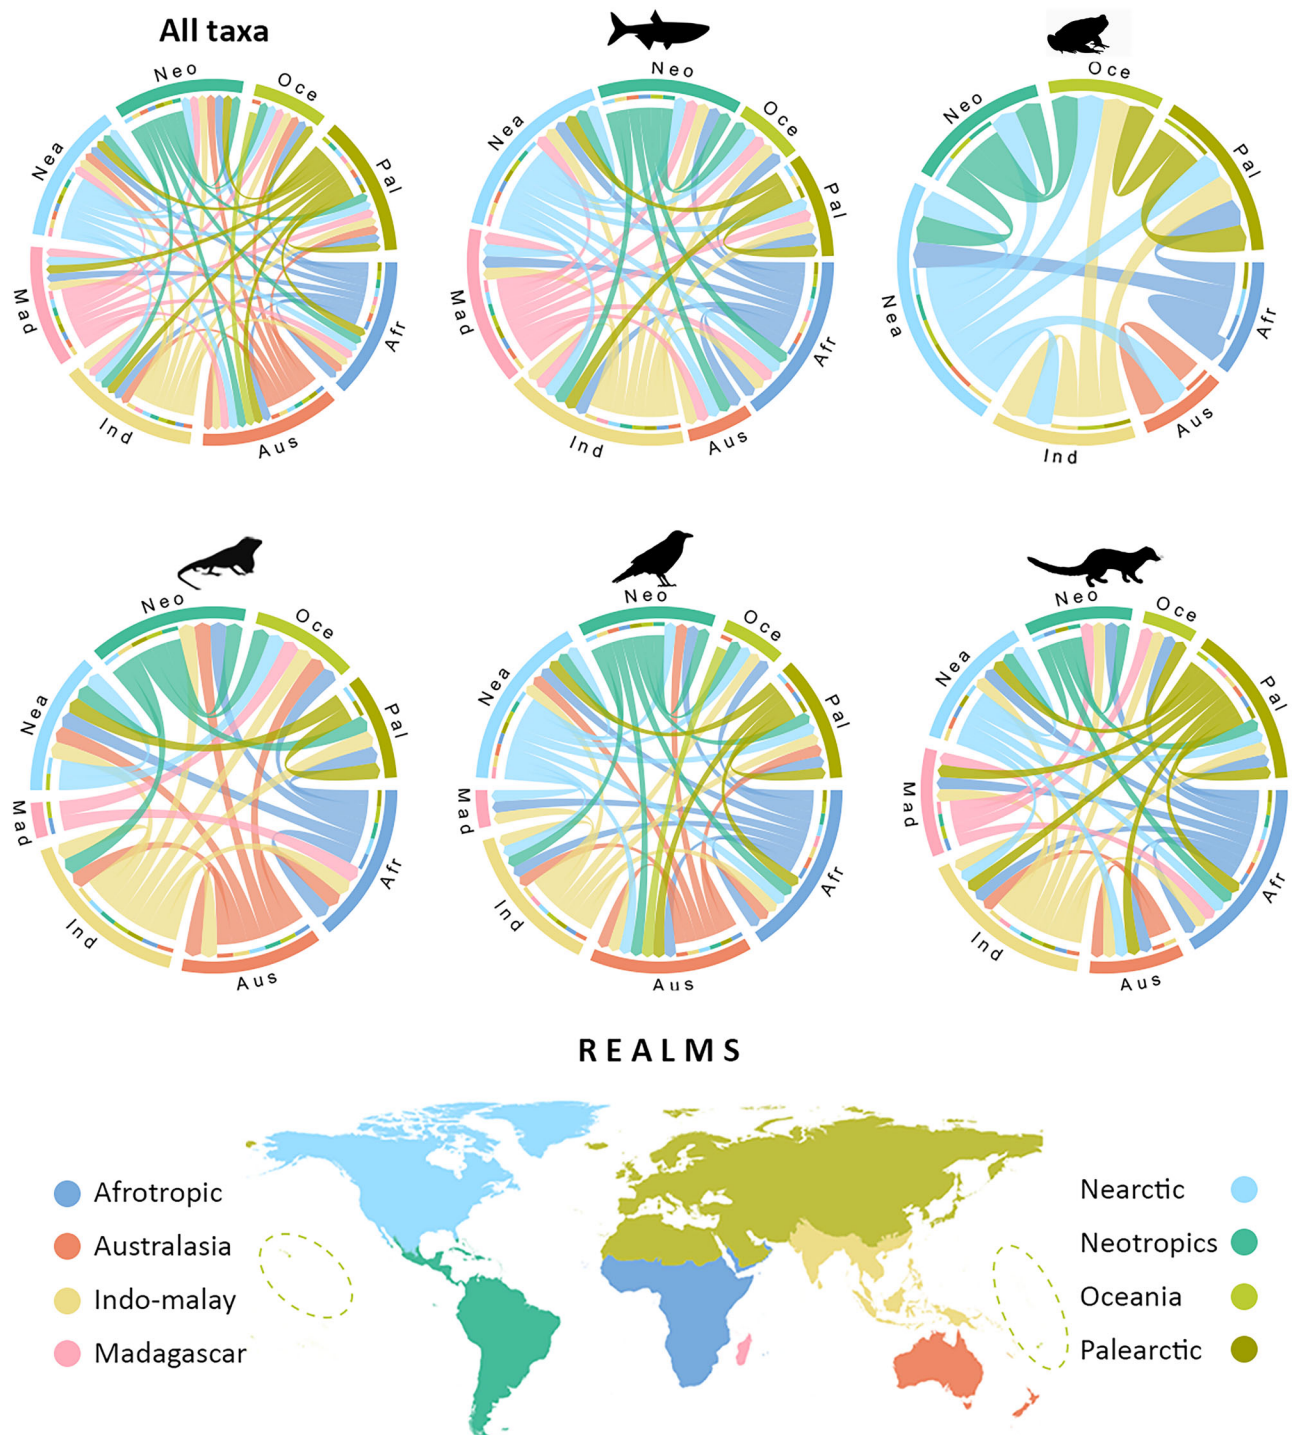 All taxa
Neo
Oce
Pal
Afr
Aus
Ind
Mad
Nea
Neo
Oce
Pal
Afr
Aus
Ind
Mad
Nea
Oce
Pal
Afr
Aus
Ind
Nea
Neo
Neo
Oce
Pal
Afr
Aus
Ind
Mad
Nea
Neo
Oce
Pal
Afr
Aus
Ind
Mad
Nea
Neo
Oce
Pal
Afr
Aus
Ind
Mad
Nea
REALMS
Afrotropic
Australasia
Indo-malay
Madagascar
Nearctic
Neotropics
Oceania
Palearctic